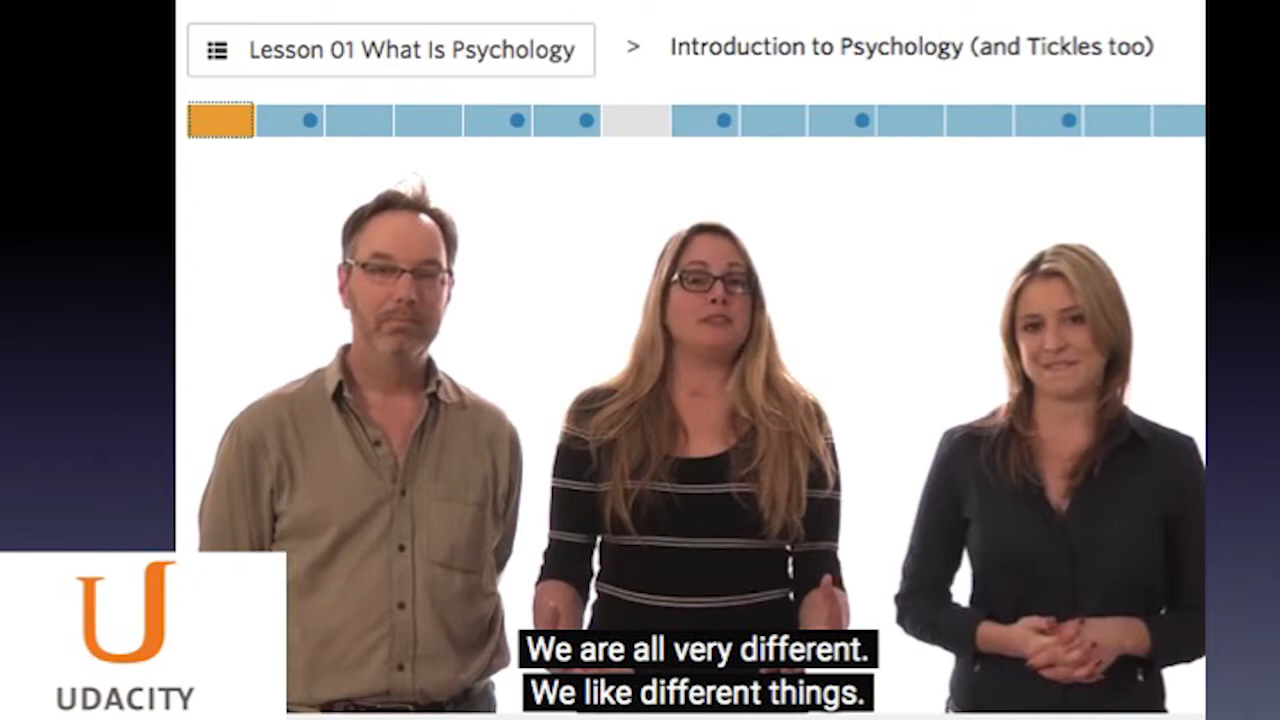 Lesson 01 What Is Psychology > Introduction to Psychology (and Tickles too)
We are all very different.
We like different things.
U
UDACITY